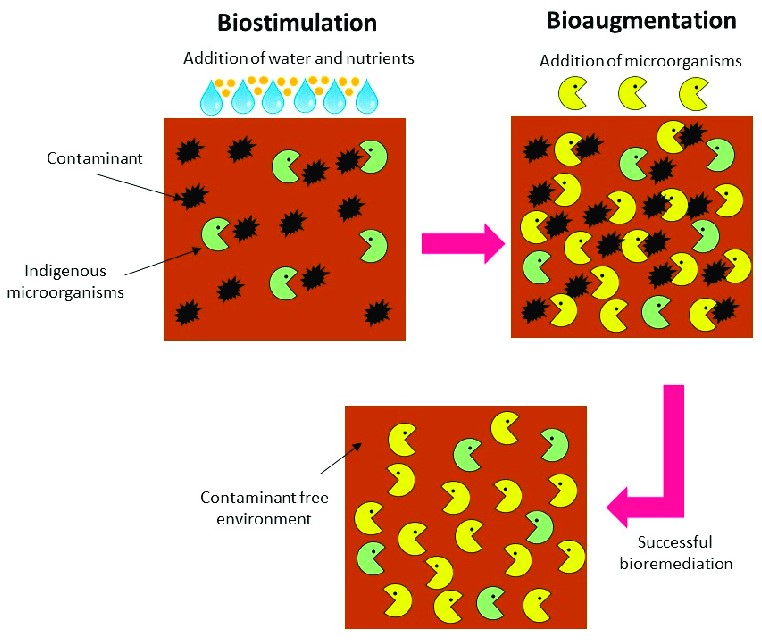 Biostimulation
Addition of water and nutrients
Bioaugmentation
Addition of microorganisms
Contaminant
Indigenous
microorganisms
Contaminant free
environment
Successful
bioremediation